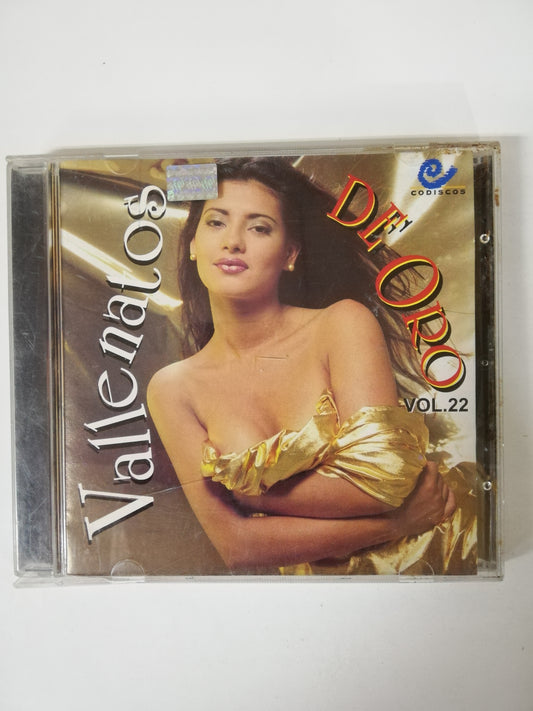 Vallenatos
DE ORO
VOL.22
CODISCOS